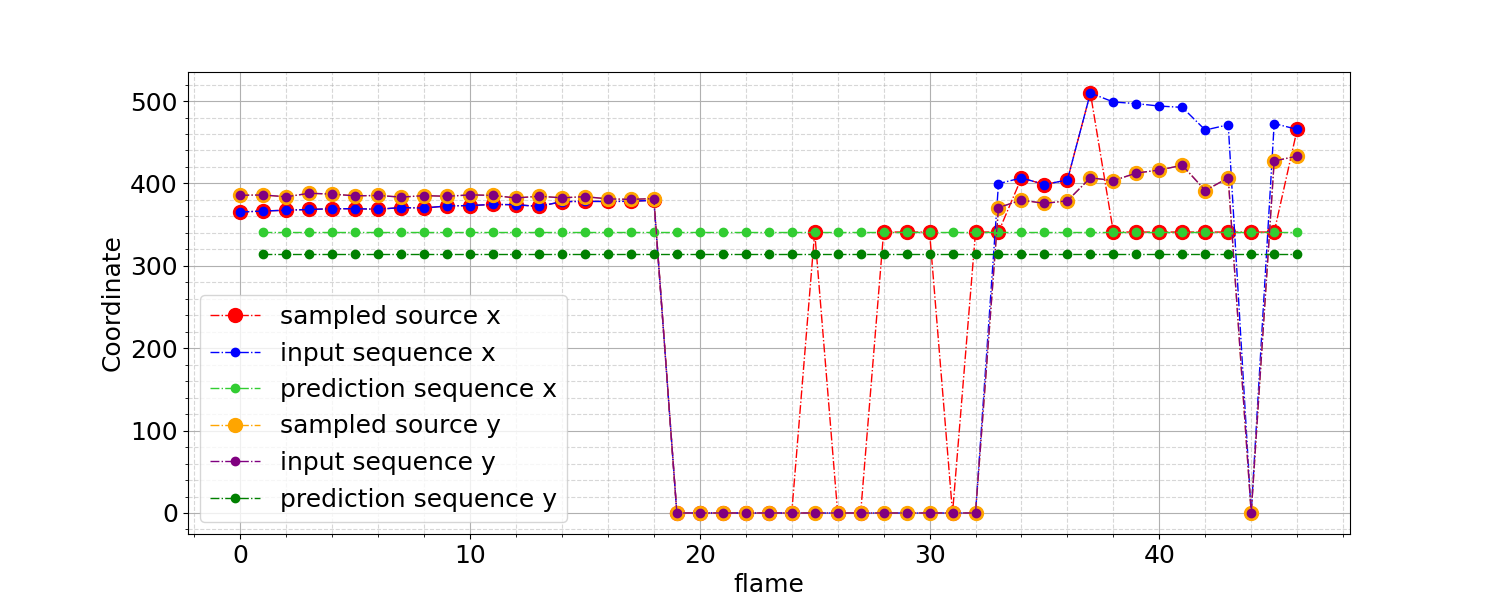 500
400
300
200
100
0
Coordinate
sampled source x
input sequence x
prediction sequence x
sampled source y
input sequence y
prediction sequence y
0 10 20 30 40
flame